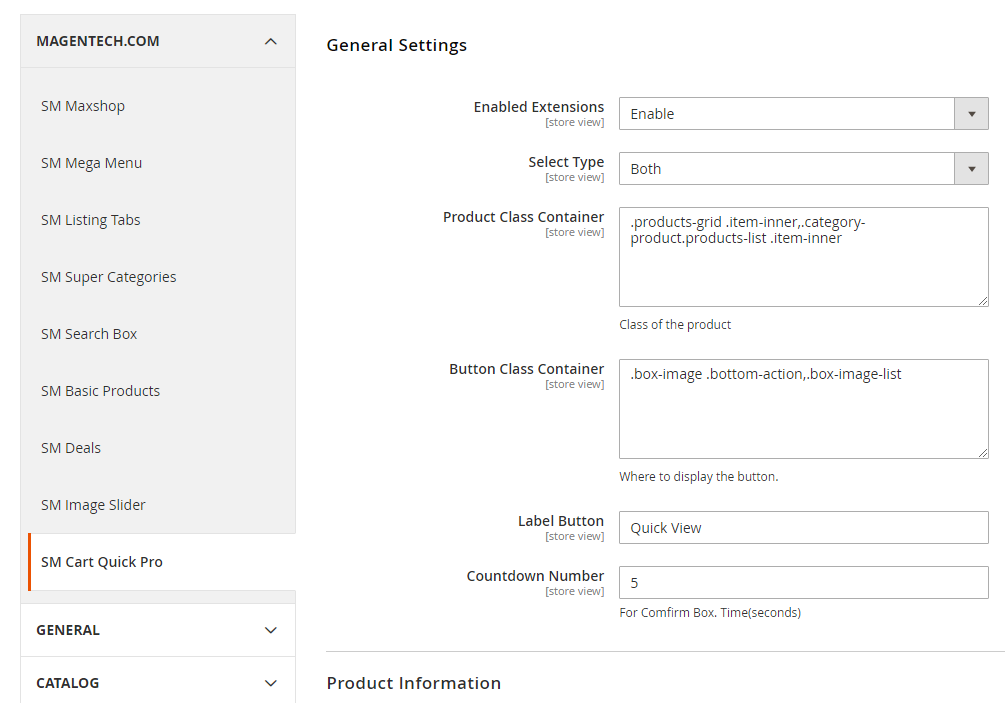 MAGENTECH.COM
SM Maxshop
SM Mega Menu
SM Listing Tabs
SM Super Categories
SM Search Box
SM Basic Products
SM Deals
SM Image Slider
SM Cart Quick Pro
GENERAL
CATALOG
General Settings
Enabled Extensions
[store view]
Enable
Select Type
[store view]
Both
Product Class Container
[store view]
.products-grid .item-inner,.category-
product.products-list .item-inner
Class of the product
Button Class Container
[store view]
.box-image .bottom-action,.box-image-list
Where to display the button.
Label Button
[store view]
Quick View
Countdown Number
[store view]
5
For Comfirm Box. Time(seconds)
Product Information